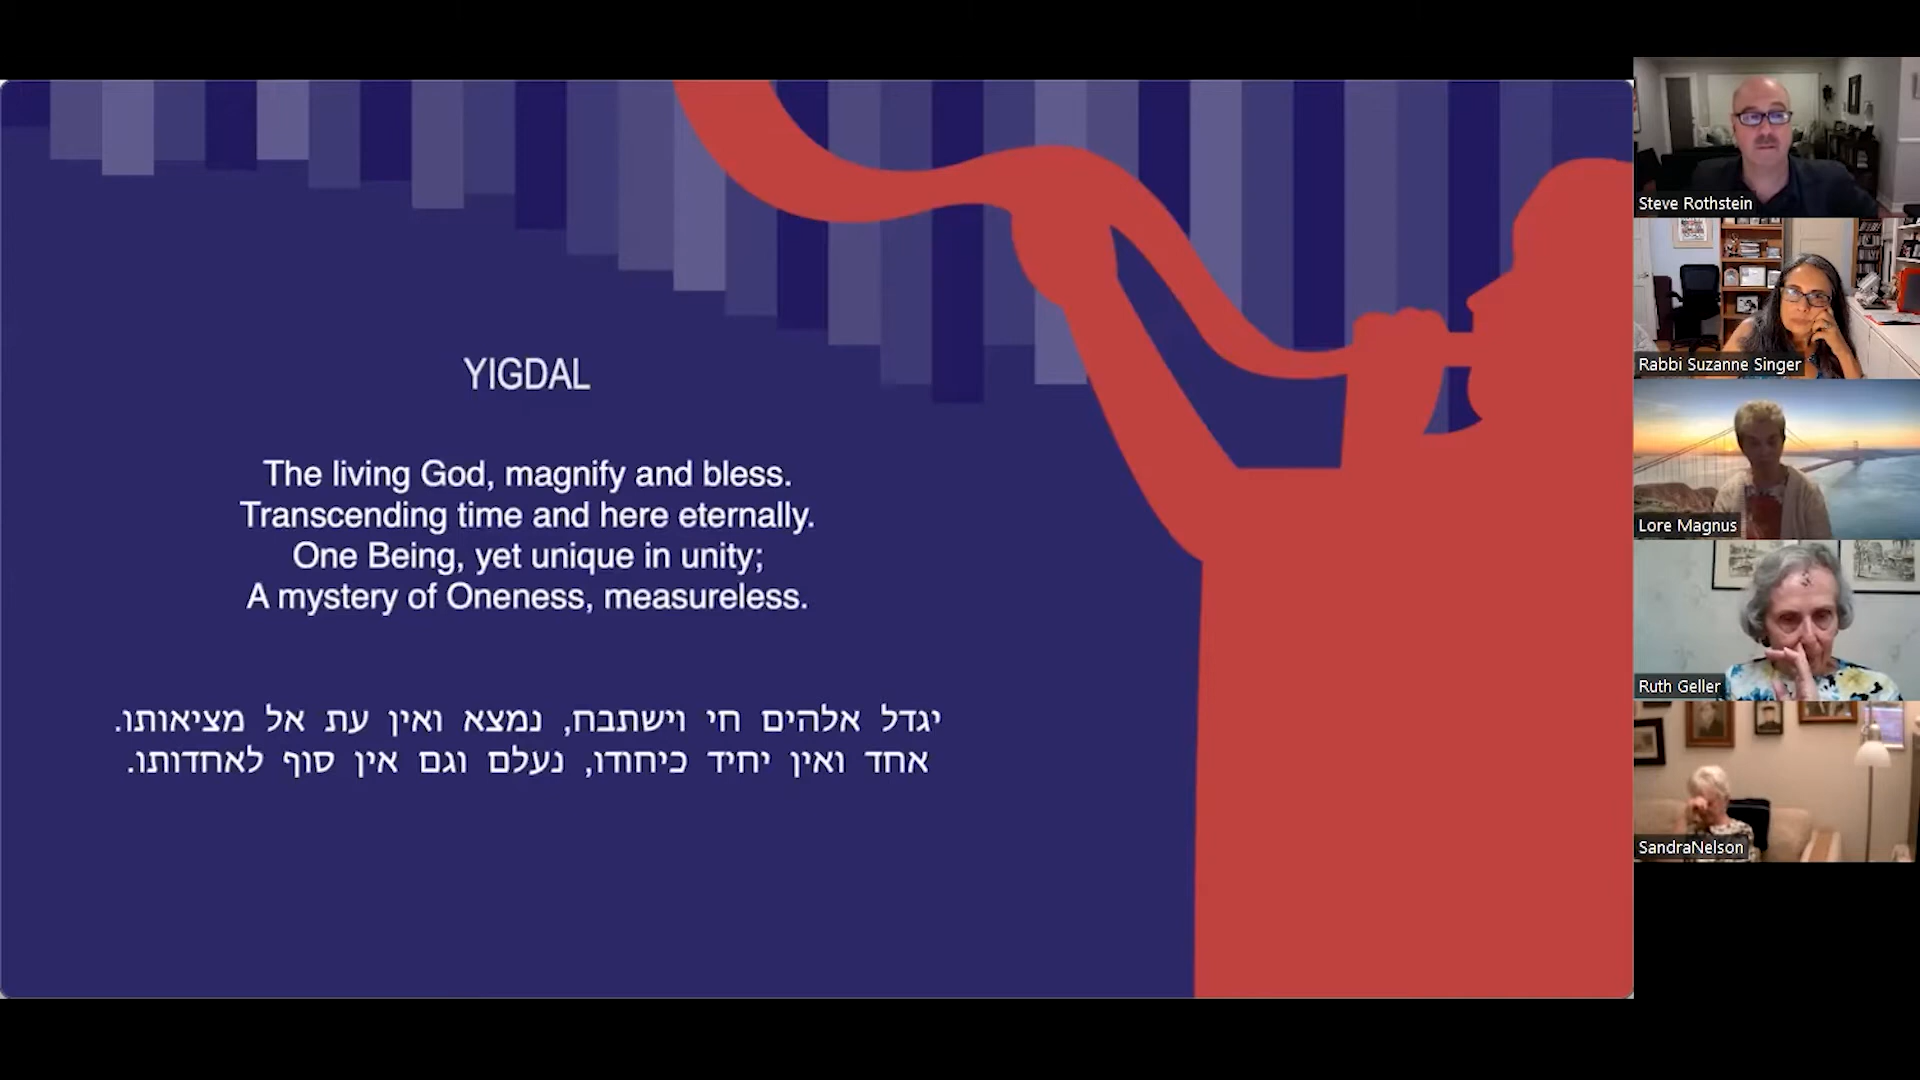 YIGDAL
The living God, magnify and bless.
Transcending time and here eternally.
One Being, yet unique in unity;
A mystery of Oneness, measureless.
יגדל אלהים חי וישתבח, נמצא ואין עת אל מציאותו.
אחד ואין יחיד כיחודו, נעלם וגם אין סוף לאחדותו.
Steve Rothstein
Rabbi Suzanne Singer
Lore Magnus
Ruth Geller
SandraNelson